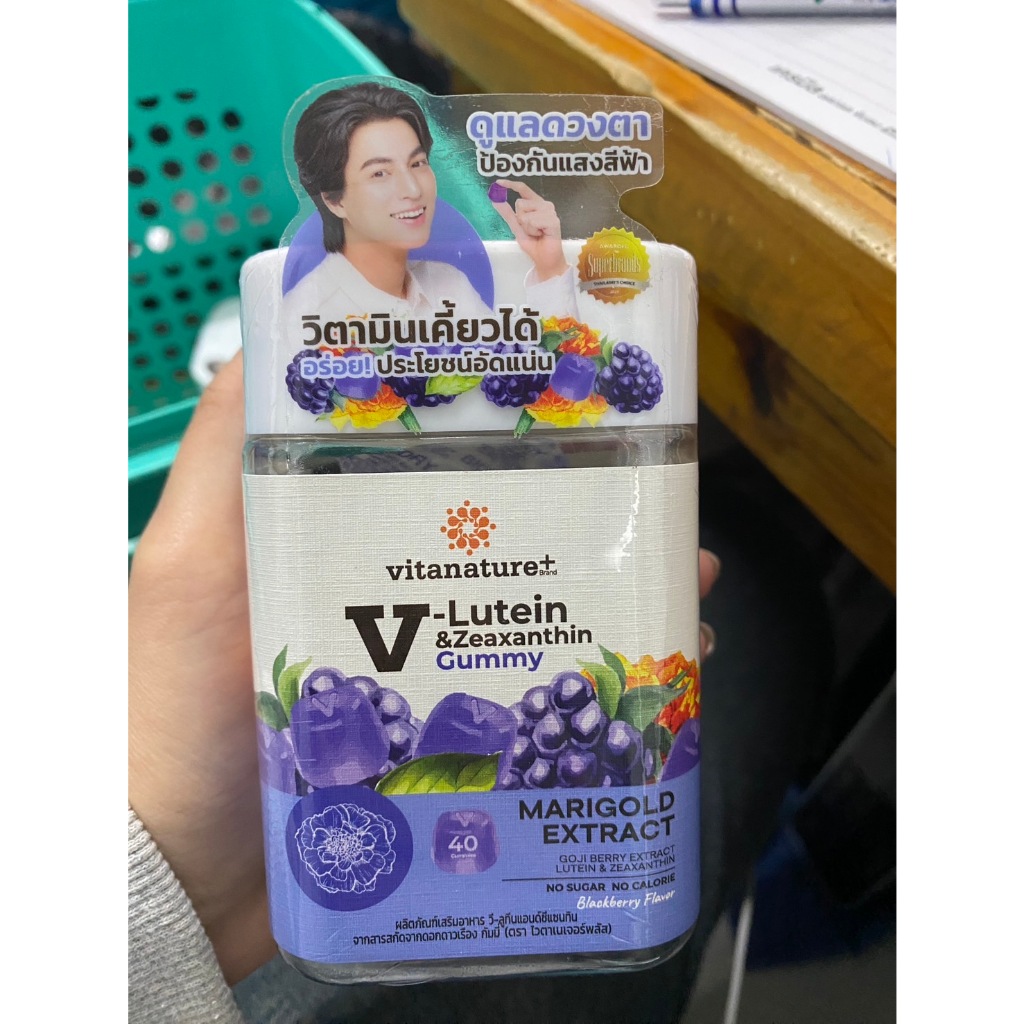 ดูแลดวงตา
ป้องกันแสงสีฟ้า
Superbrands
THAILAND'S CHOICE
วิตามินเคี้ยวได้
อร่อย! ประโยชน์อัดแน่น
vitanature+
Brand
V-Lutein
&Zeaxanthin
Gummy
MARIGOLD
EXTRACT
40
Gummies
GOJI BERRY EXTRACT
LUTEIN & ZEAXANTHIN
NO SUGAR NO CALORIE
Blackberry Flavor
ผลิตภัณฑ์เสริมอาหาร วี-ลูทีนแอนด์ซีแซนทิน
จากสารสกัดจากดอกดาวเรือง กัมมี่ (ตรา ไวตาเนเจอร์พลัส)